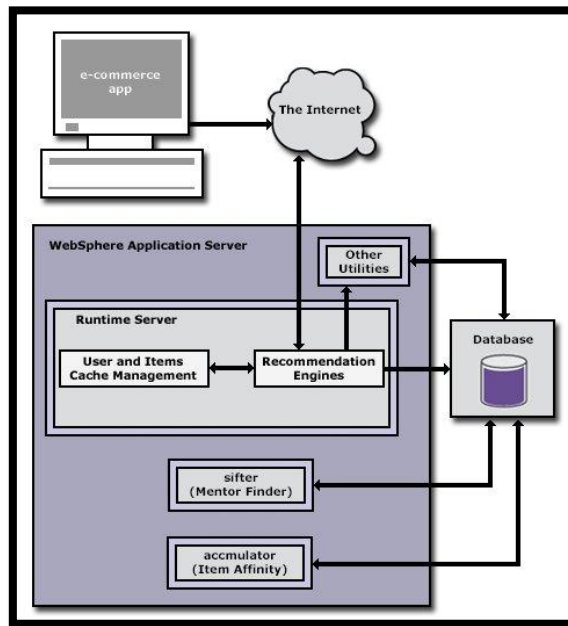 e-commerce
app
The Internet
WebSphere Application Server
Other
Utilities
Runtime Server
User and Items
Cache Management
Recommendation
Engines
Database
sifter
(Mentor Finder)
accmulator
(Item Affinity)